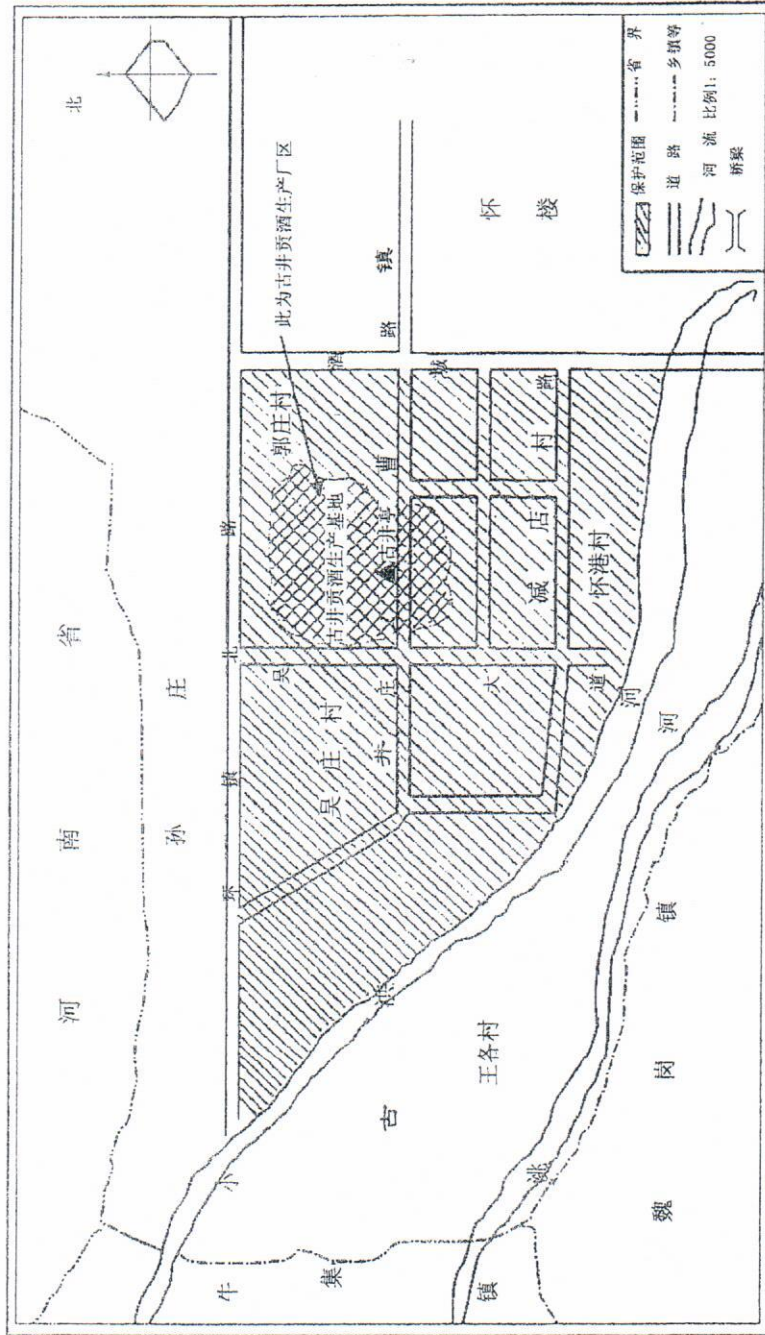 北
河南省
孙庄
环镇北路
此为古井贡酒生产厂区
郭庄村
古井贡酒生产基地
古井亭
吴庄村
吴庄大道
古井镇
曹
路
酒城路
减店村
怀楼
怀港村
小洪河
王各村
洮河
牛集镇
魏岗镇
保护范围 省界
道路 乡镇等
河流 比例1: 5000
桥梁